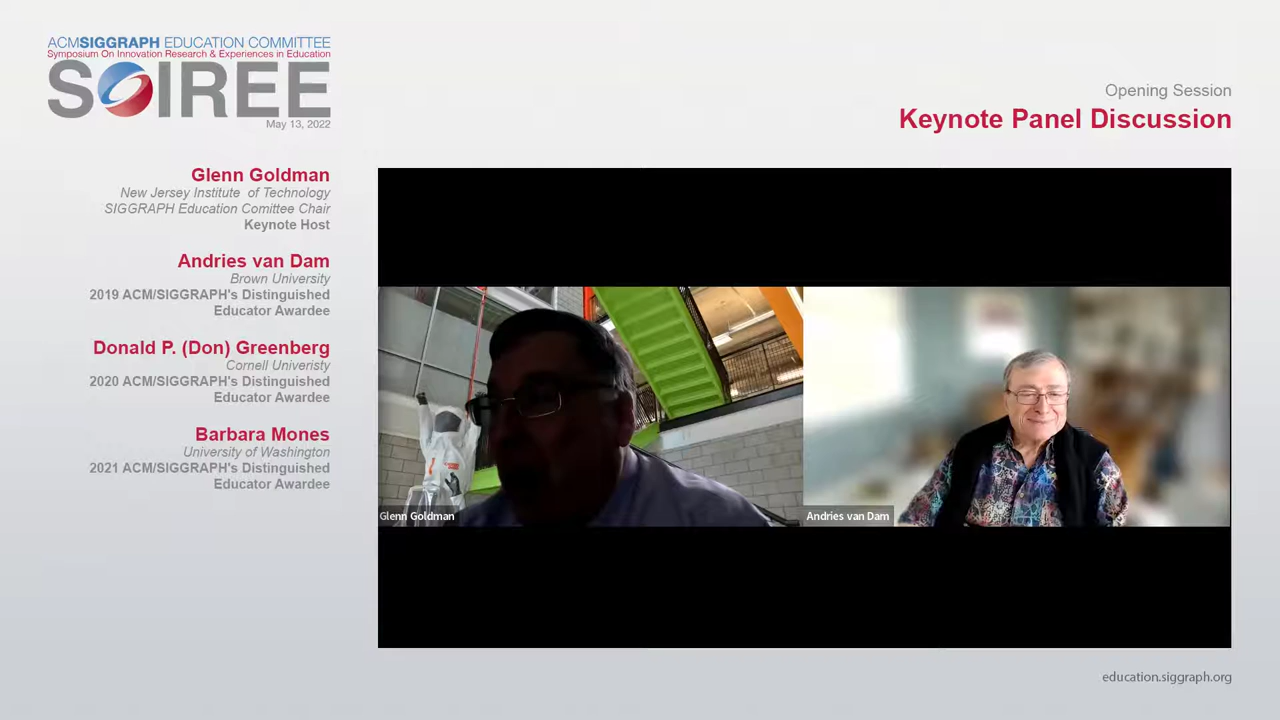 ACMSIGGRAPH EDUCATION COMMITTEE
Symposium On Innovation Research & Experiences in Education
SOIREE
May 13, 2022
Opening Session
Keynote Panel Discussion
Glenn Goldman
New Jersey Institute of Technology
SIGGRAPH Education Comittee Chair
Keynote Host
Andries van Dam
Brown University
2019 ACM/SIGGRAPH's Distinguished
Educator Awardee
Donald P. (Don) Greenberg
Cornell Univeristy
2020 ACM/SIGGRAPH's Distinguished
Educator Awardee
Barbara Mones
University of Washington
2021 ACM/SIGGRAPH's Distinguished
Educator Awardee
Glenn Goldman
Andries van Dam
education.siggraph.org